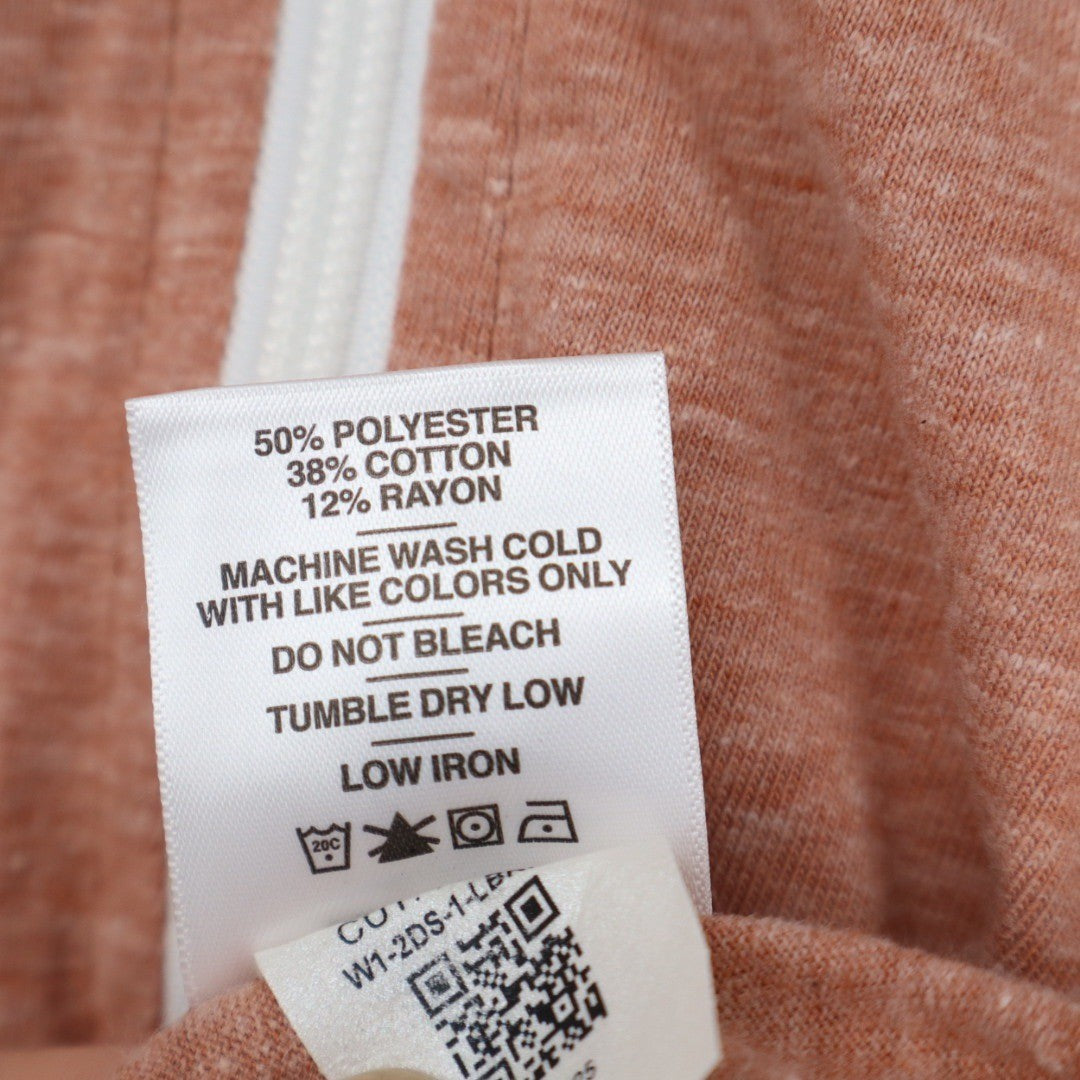 50% POLYESTER
38% COTTON
12% RAYON
MACHINE WASH COLD
WITH LIKE COLORS ONLY
DO NOT BLEACH
TUMBLE DRY LOW
LOW IRON
20C